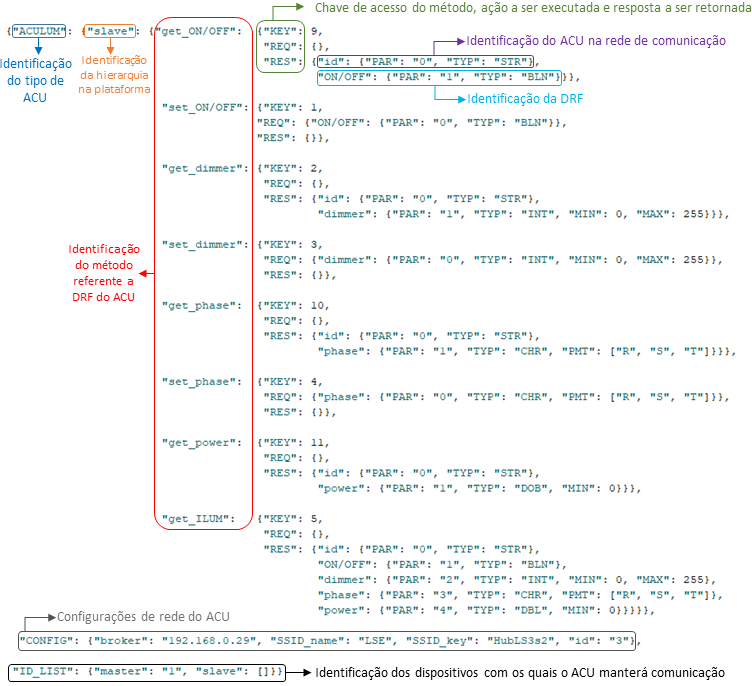 Chave de acesso do método, ação a ser executada e resposta a ser retornada
{"ACULUM": {"slave": {"get_ON/OFF": {"KEY": 9,
"REQ": {},
"RES": {"id": {"PAR": "0", "TYP": "STR"},
"ON/OFF": {"PAR": "1", "TYP": "BLN"}}},
Identificação do ACU na rede de comunicação
Identificação da DRF
Identificação do tipo de ACU
Identificação da hierarquia na plataforma
"set_ON/OFF": {"KEY": 1,
"REQ": {"ON/OFF": {"PAR": "0", "TYP": "BLN"}},
"RES": {}},
"get_dimmer": {"KEY": 2,
"REQ": {},
"RES": {"id": {"PAR": "0", "TYP": "STR"},
"dimmer": {"PAR": "1", "TYP": "INT", "MIN": 0, "MAX": 255}}},
"set_dimmer": {"KEY": 3,
"REQ": {"dimmer": {"PAR": "0", "TYP": "INT", "MIN": 0, "MAX": 255}},
"RES": {}},
Identificação do método referente a DRF do ACU
"get_phase": {"KEY": 10,
"REQ": {},
"RES": {"id": {"PAR": "0", "TYP": "STR"},
"phase": {"PAR": "1", "TYP": "CHR", "PMT": ["R", "S", "T"]}}},
"set_phase": {"KEY": 4,
"REQ": {"phase": {"PAR": "0", "TYP": "CHR", "PMT": ["R", "S", "T"]}},
"RES": {}},
"get_power": {"KEY": 11,
"REQ": {},
"RES": {"id": {"PAR": "0", "TYP": "STR"},
"power": {"PAR": "1", "TYP": "DOB", "MIN": 0}}},
"get_ILUM": {"KEY": 5,
"REQ": {},
"RES": {"id": {"PAR": "0", "TYP": "STR"},
"ON/OFF": {"PAR": "1", "TYP": "BLN"},
"dimmer": {"PAR": "2", "TYP": "INT", "MIN": 0, "MAX": 255},
"phase": {"PAR": "3", "TYP": "CHR", "PMT": ["R", "S", "T"]},
"power": {"PAR": "4", "TYP": "DBL", "MIN": 0}}}}},
Configurações de rede do ACU
"CONFIG": {"broker": "192.168.0.29", "SSID_name": "LSE", "SSID_key": "HubLS3s2", "id": "3"},
"ID_LIST": {"master": "1", "slave": []}}
Identificação dos dispositivos com os quais o ACU manterá comunicação